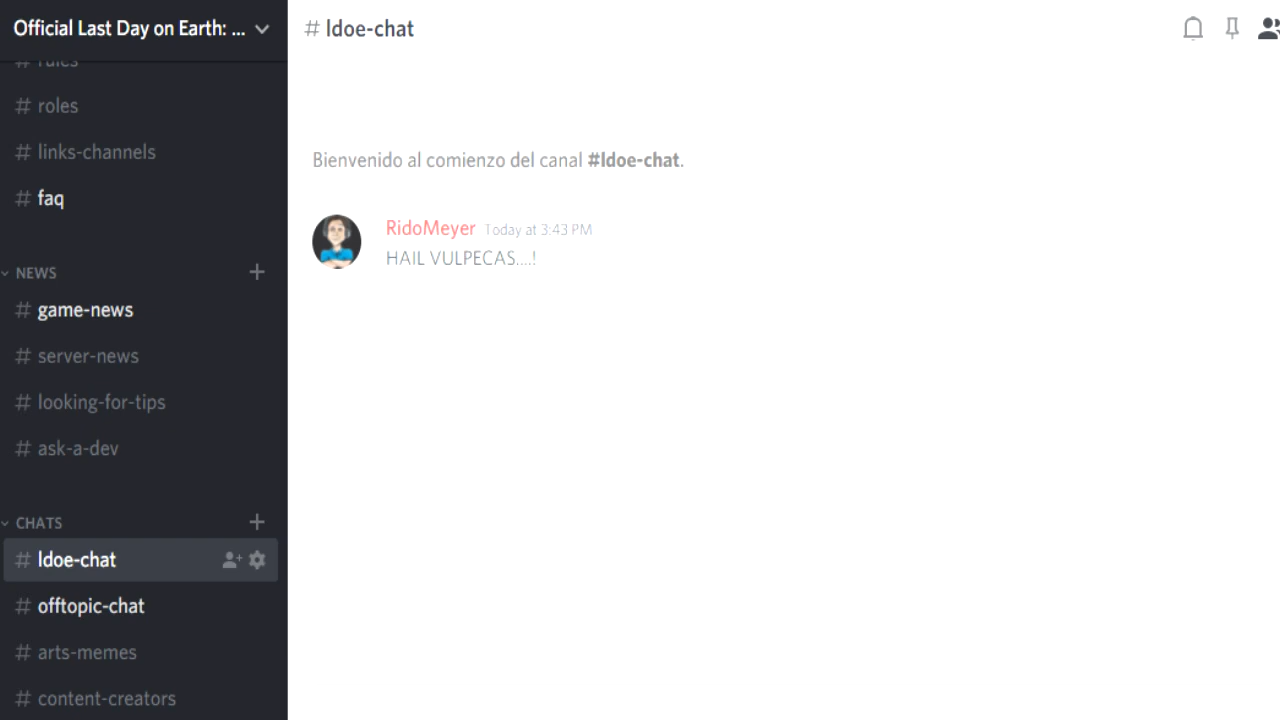 Official Last Day on Earth: ...
# rules
# roles
# links-channels
# faq
NEWS +
# game-news
# server-news
# looking-for-tips
# ask-a-dev
CHATS +
# ldoe-chat
# offtopic-chat
# arts-memes
# content-creators
# ldoe-chat
Bienvenido al comienzo del canal #ldoe-chat.
RidoMeyer Today at 3:43 PM
HAIL VULPECAS....!